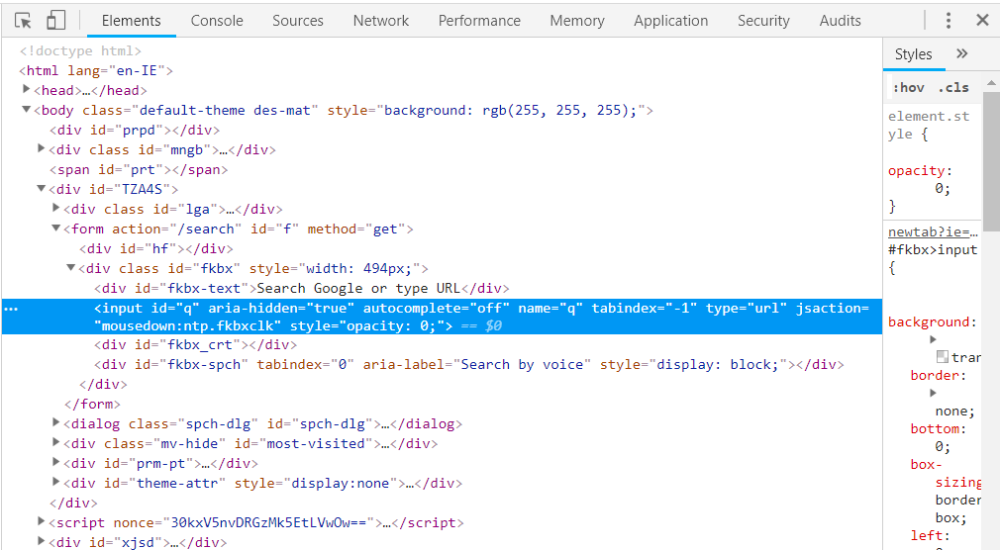 Elements Console Sources Network Performance Memory Application Security Audits
<!doctype html>
<html lang="en-IE">
<head>…</head>
<body class="default-theme des-mat" style="background: rgb(255, 255, 255);">
<div id="prpd"></div>
<div class id="mngb">…</div>
<span id="prt"></span>
<div id="TZA4S">
<div class id="lga">…</div>
<form action="/search" id="f" method="get">
<div id="hf"></div>
<div class id="fkbx" style="width: 494px;">
<div id="fkbx-text">Search Google or type URL</div>
<input id="q" aria-hidden="true" autocomplete="off" name="q" tabindex="-1" type="url" jsaction=
"mousedown:ntp.fkbxclk" style="opacity: 0;"> == $0
<div id="fkbx_crt"></div>
<div id="fkbx-spch" tabindex="0" aria-label="Search by voice" style="display: block;"></div>
</div>
</form>
<dialog class="spch-dlg" id="spch-dlg">…</dialog>
<div class="mv-hide" id="most-visited">…</div>
<div id="prm-pt">…</div>
<div id="theme-attr" style="display:none">…</div>
</div>
<script nonce="30kxV5nvDRGzMk5EtLVwOw==">…</script>
<div id="xjsd">…</div>
Styles »
:hov .cls
element.st
yle {
opacity:
0;
}
newtab?ie=…
#fkbx>input
{
background:
tran
border:
none;
bottom:
0;
box-
sizing
border
box;
left: